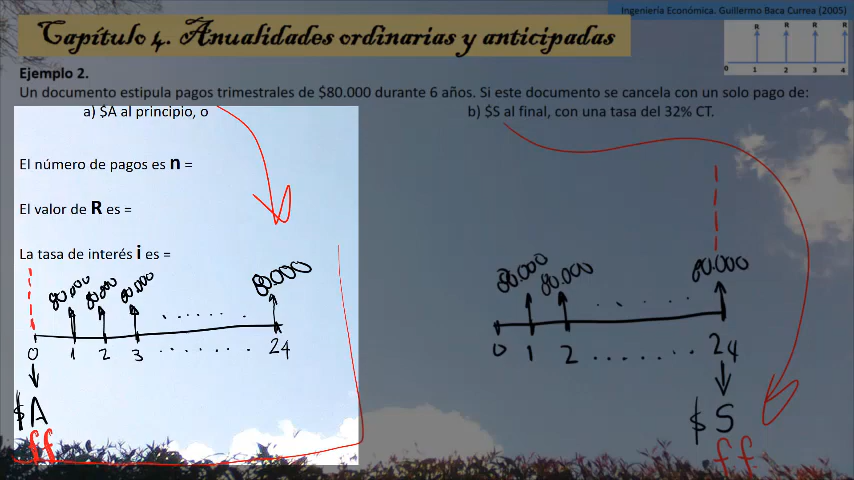 Ingeniería Económica. Guillermo Baca Currea (2005)
Capítulo 4. Anualidades ordinarias y anticipadas
R R R R
0 1 2 3 4
Ejemplo 2.
Un documento estipula pagos trimestrales de $80.000 durante 6 años. Si este documento se cancela con un solo pago de:
a) $A al principio, o b) $S al final, con una tasa del 32% CT.
El número de pagos es n =
El valor de R es =
La tasa de interés i es =
80.000 80.000 80.000 80.000
0 1 2 3 ........ 24
$A
ff
80.000 80.000 80.000
0 1 2 ....... 24
$S
ff